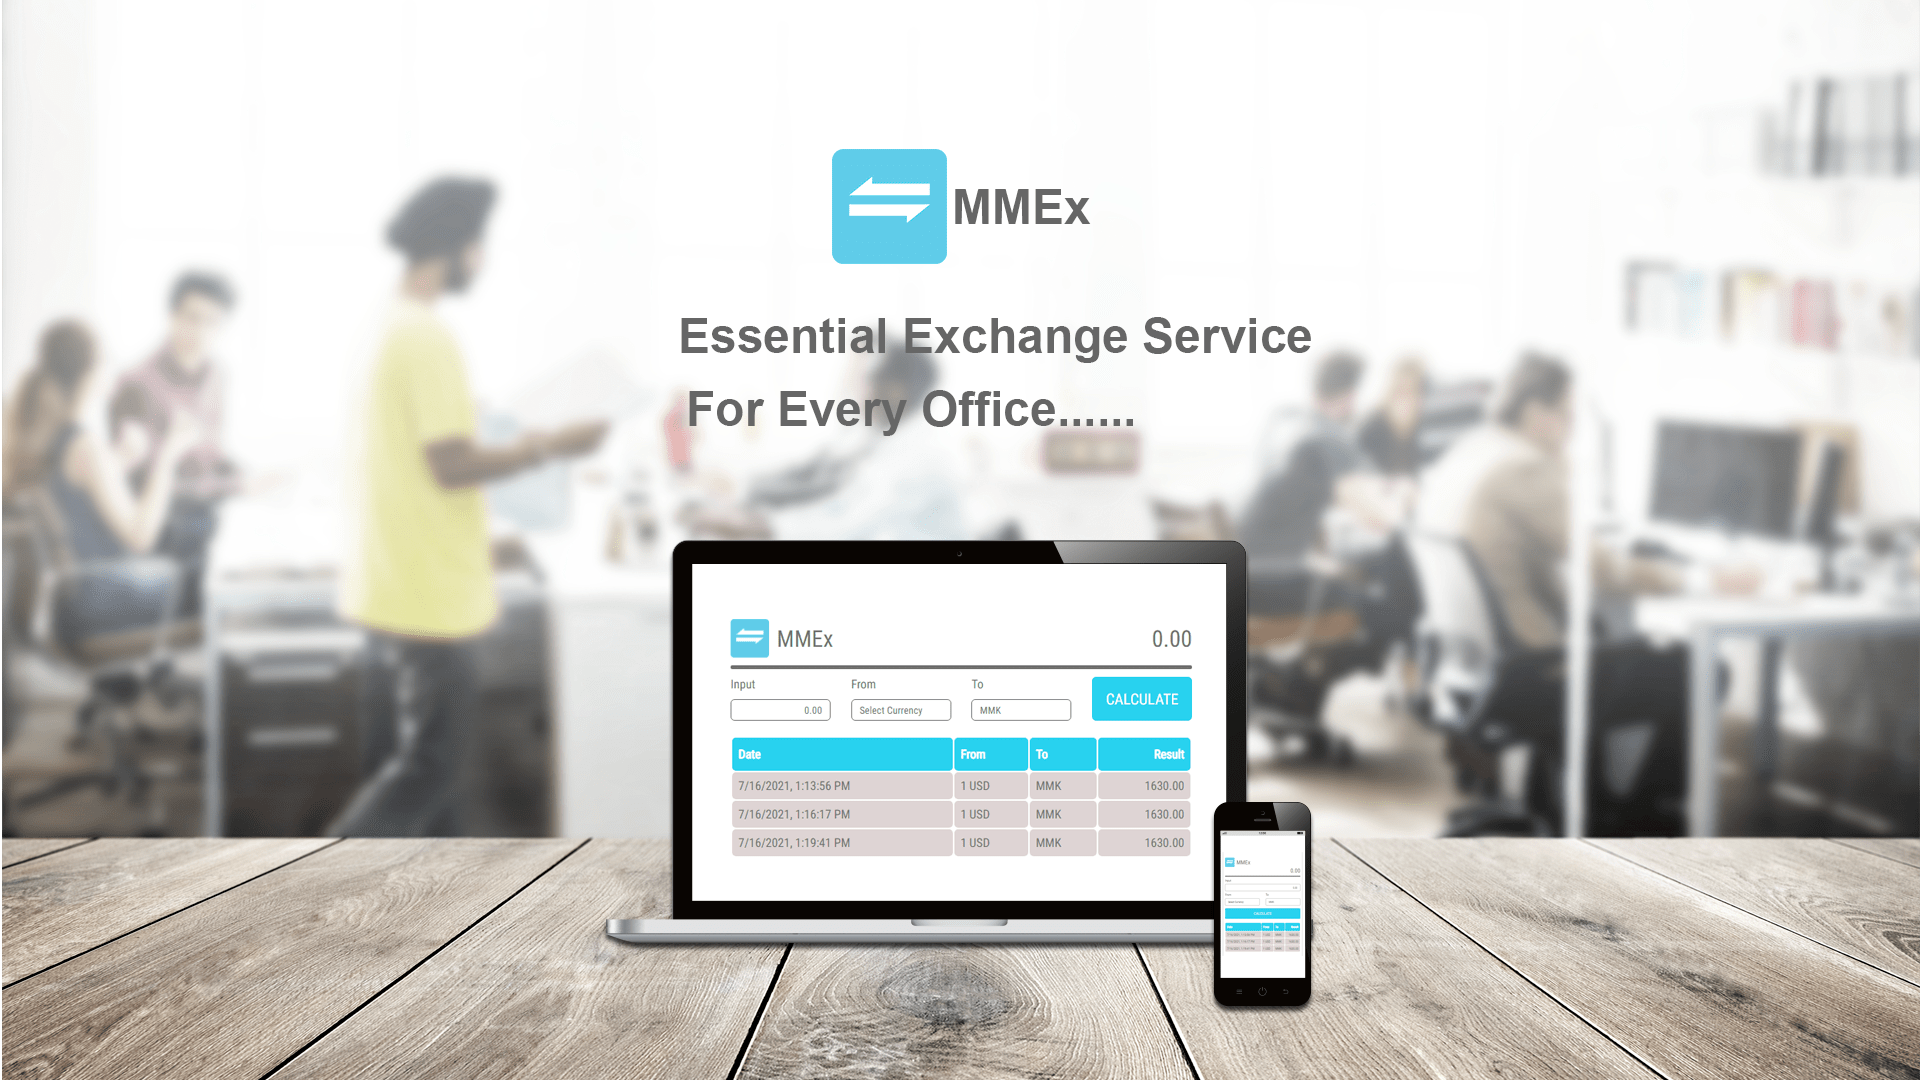 MMEx
Essential Exchange Service
For Every Office......
MMEx 0.00
Input From To
0.00 Select Currency MMK CALCULATE
Date From To Result
7/16/2021, 1:13:56 PM 1 USD MMK 1630.00
7/16/2021, 1:16:17 PM 1 USD MMK 1630.00
7/16/2021, 1:19:41 PM 1 USD MMK 1630.00
MMEx
0.00
CALCULATE